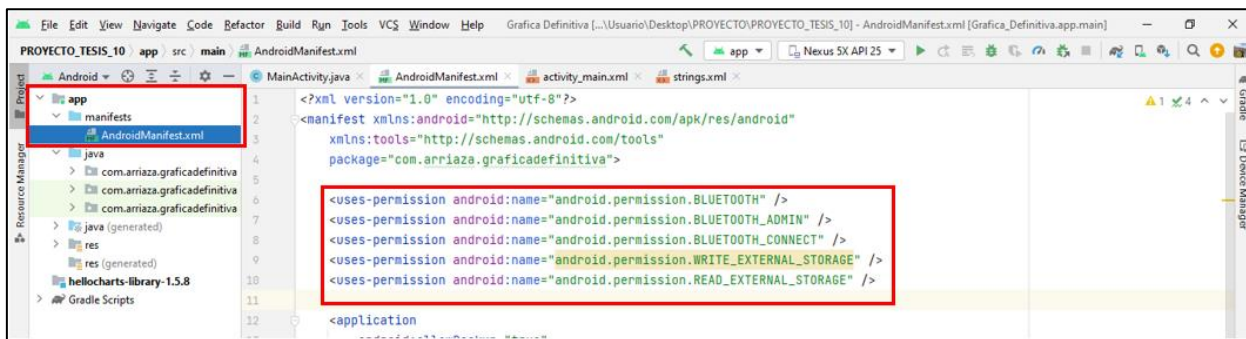 File Edit View Navigate Code Refactor Build Run Tools VCS Window Help Grafica Definitiva [...\Usuario\Desktop\PROYECTO\PROYECTO_TESIS_10] - AndroidManifest.xml [Grafica_Definitiva.app.main]
PROYECTO_TESIS_10 app src main AndroidManifest.xml app Nexus 5X API 25
Android MainActivity.java AndroidManifest.xml activity_main.xml strings.xml
Project
Resource Manager
app
manifests
AndroidManifest.xml
java
com.arriaza.graficadefinitiva
com.arriaza.graficadefinitiva
com.arriaza.graficadefinitiva
java (generated)
res
res (generated)
hellocharts-library-1.5.8
Gradle Scripts
1 <?xml version="1.0" encoding="utf-8"?>
2 <manifest xmlns:android="http://schemas.android.com/apk/res/android"
3 xmlns:tools="http://schemas.android.com/tools"
4 package="com.arriaza.graficadefinitiva">
5
6 <uses-permission android:name="android.permission.BLUETOOTH" />
7 <uses-permission android:name="android.permission.BLUETOOTH_ADMIN" />
8 <uses-permission android:name="android.permission.BLUETOOTH_CONNECT" />
9 <uses-permission android:name="android.permission.WRITE_EXTERNAL_STORAGE" />
10 <uses-permission android:name="android.permission.READ_EXTERNAL_STORAGE" />
11
12 <application
1 4
Gradle
Device Manager